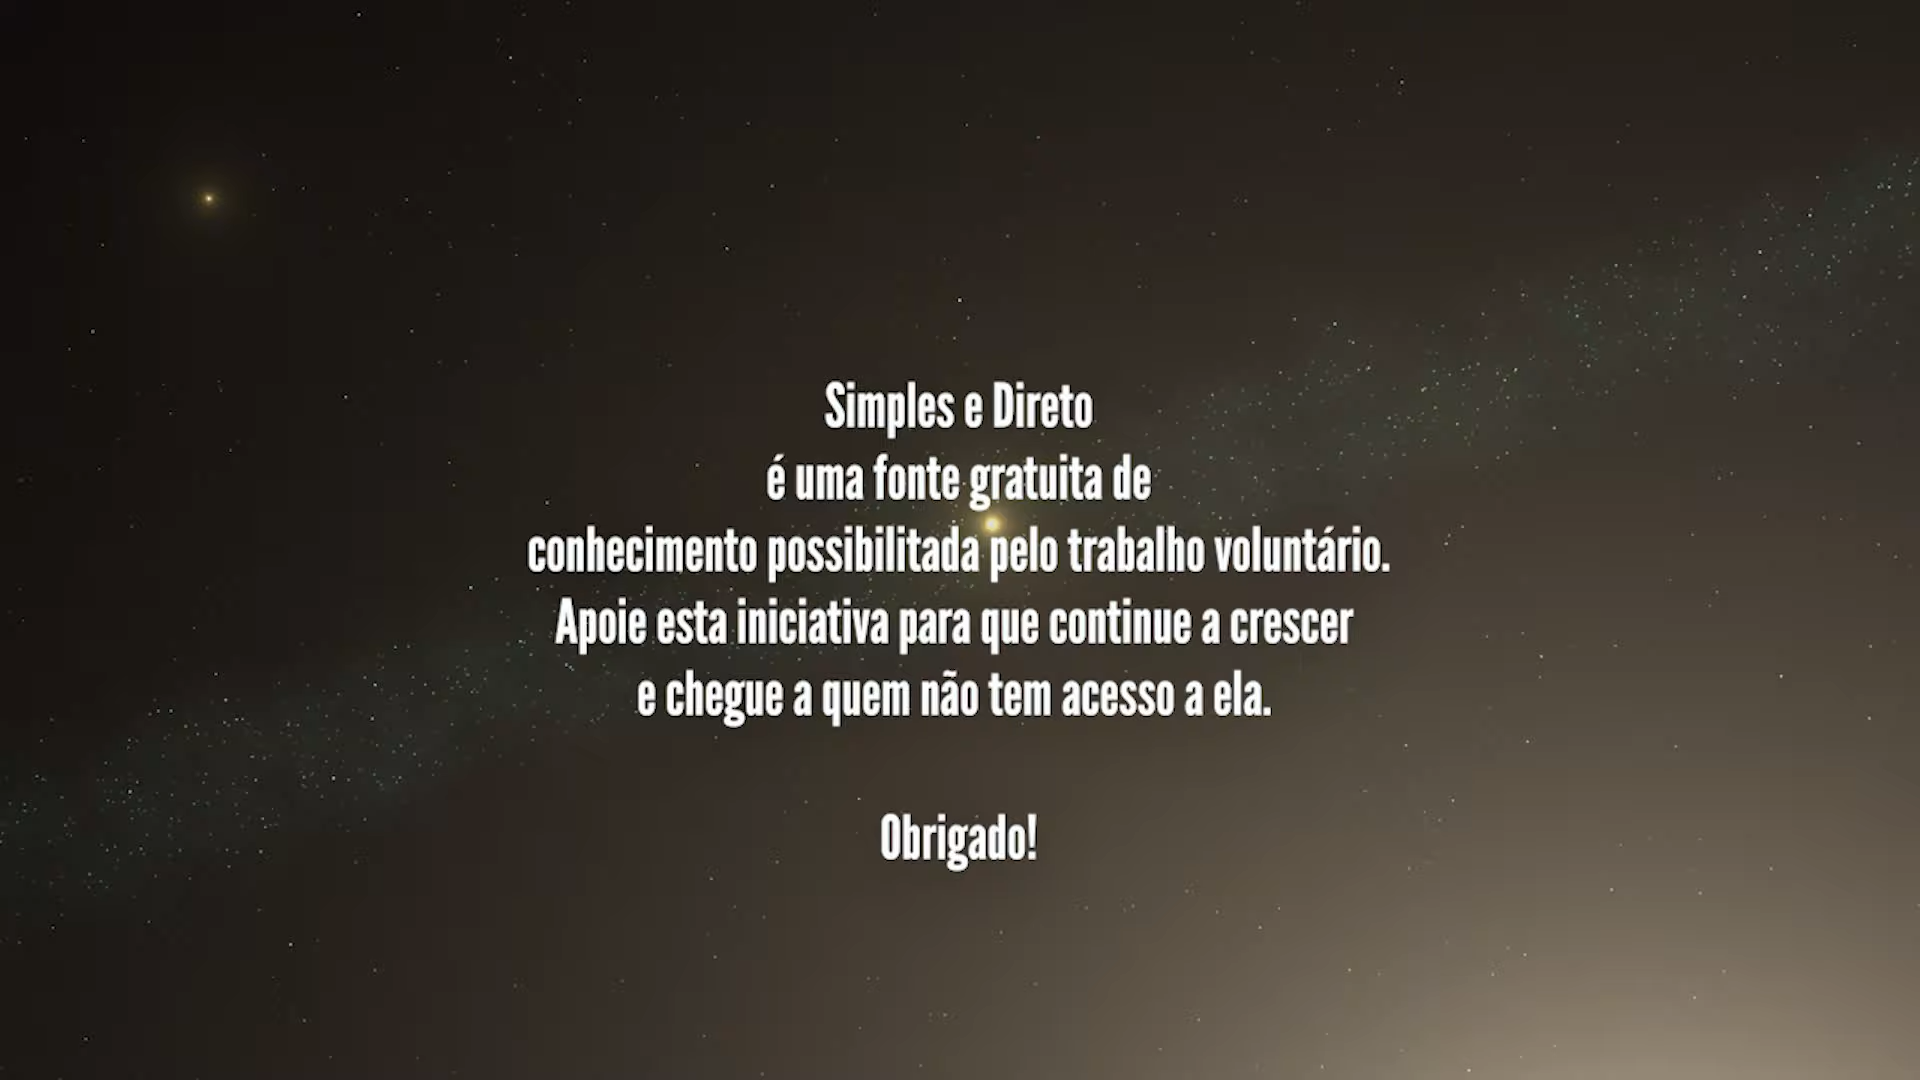 Simples e Direto
é uma fonte gratuita de
conhecimento possibilitada pelo trabalho voluntário.
Apoie esta iniciativa para que continue a crescer
e chegue a quem não tem acesso a ela.
Obrigado!